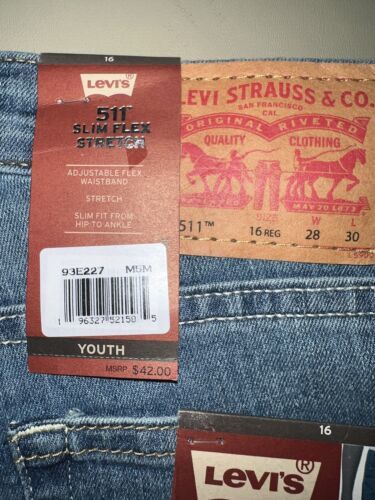 16
Levi's®
511™
SLIM FLEX
STRETCH
ADJUSTABLE FLEX
WAISTBAND
STRETCH
SLIM FIT FROM
HIP TO ANKLE
93E227 M5M
1 96327 52150 5
YOUTH
MSRP $42.00
LEVI STRAUSS & CO.
SAN FRANCISCO
CAL.
ORIGINAL RIVETED
QUALITY CLOTHING
MAY 20 1873
SIZE W L
511™ 16 REG 28 30
16
Levi's®